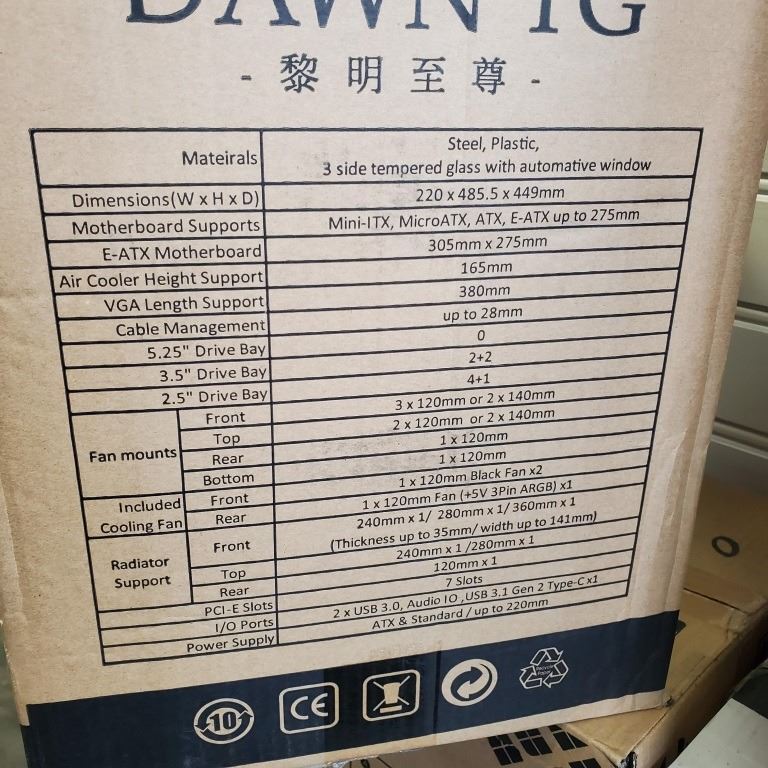 DAWN TG
- 黎 明 至 尊 -
Mateirals Steel, Plastic,
3 side tempered glass with automative window
Dimensions(W x H x D) 220 x 485.5 x 449mm
Motherboard Supports Mini-ITX, MicroATX, ATX, E-ATX up to 275mm
E-ATX Motherboard 305mm x 275mm
Air Cooler Height Support 165mm
VGA Length Support 380mm
Cable Management up to 28mm
5.25" Drive Bay 0
3.5" Drive Bay 2+2
2.5" Drive Bay 4+1
Fan mounts Front 3 x 120mm or 2 x 140mm
Top 2 x 120mm or 2 x 140mm
Rear 1 x 120mm
Bottom 1 x 120mm
Included Cooling Fan Front 1 x 120mm Black Fan x2
Rear 1 x 120mm Fan (+5V 3Pin ARGB) x1
Radiator Support Front 240mm x 1/ 280mm x 1/ 360mm x 1
(Thickness up to 35mm/ width up to 141mm)
Top 240mm x 1 /280mm x 1
Rear 120mm x 1
PCI-E Slots 7 Slots
I/O Ports 2 x USB 3.0, Audio IO ,USB 3.1 Gen 2 Type-C x1
Power Supply ATX & Standard / up to 220mm
10 CE